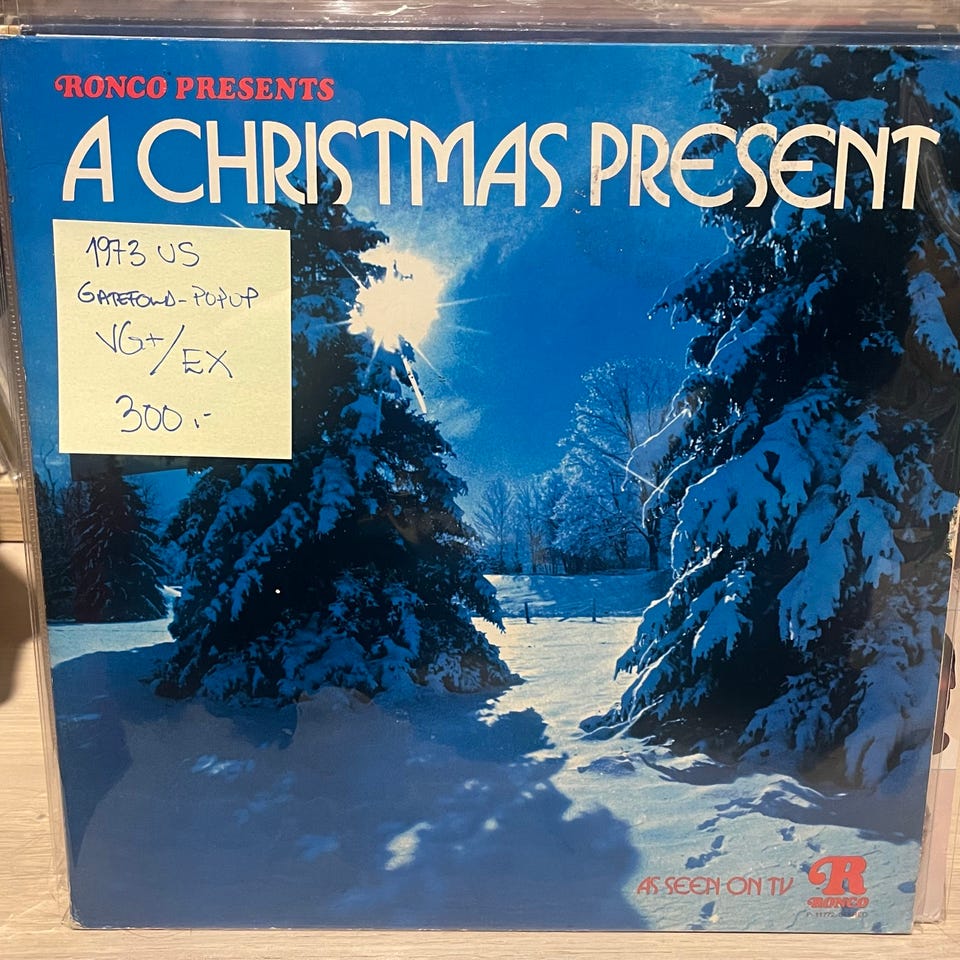 RONCO PRESENTS
A CHRISTMAS PRESENT
1973 US
GATEFOLD-POPUP
VG+/EX
300.-
AS SEEN ON TV
R
RONCO